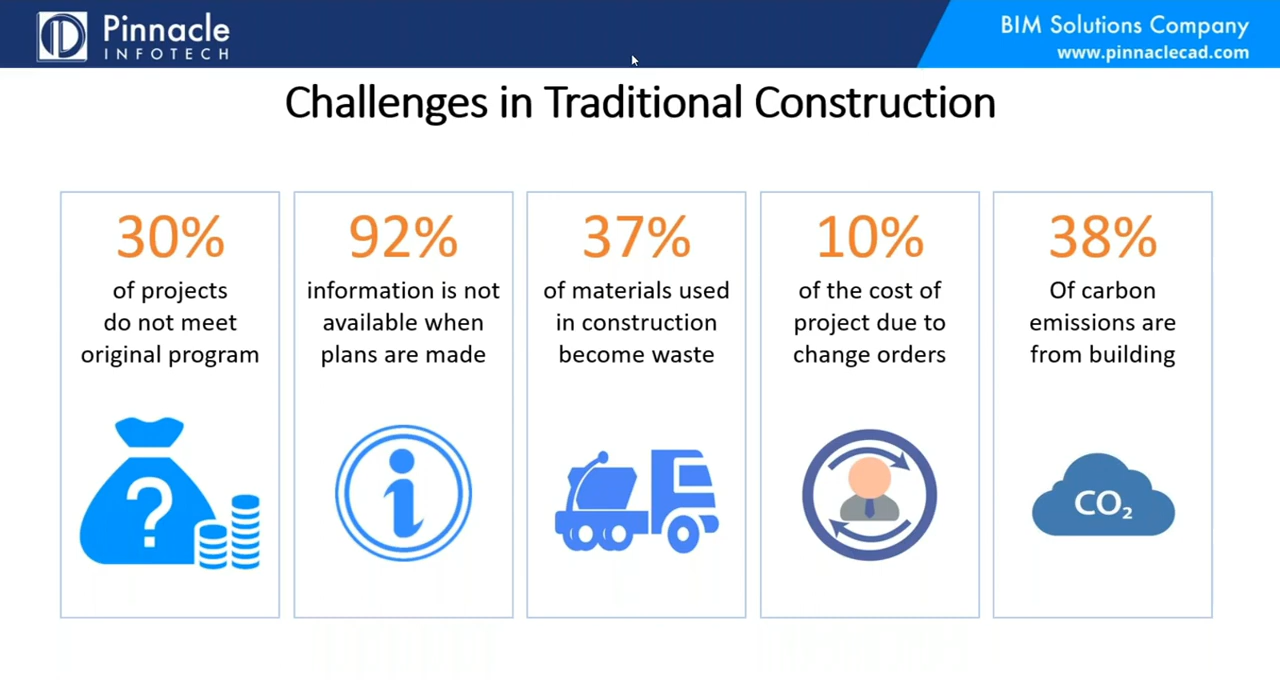 Pinnacle
INFOTECH
BIM Solutions Company
www.pinnaclecad.com
Challenges in Traditional Construction
30%
of projects
do not meet
original program
?
92%
information is not
available when
plans are made
i
37%
of materials used
in construction
become waste
10%
of the cost of
project due to
change orders
38%
Of carbon
emissions are
from building
CO₂